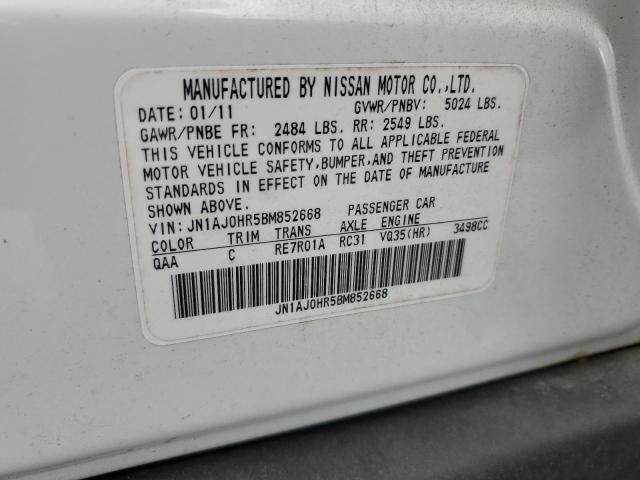 MANUFACTURED BY NISSAN MOTOR CO.,LTD.
DATE: 01/11 GVWR/PNBV: 5024 LBS.
GAWR/PNBE FR: 2484 LBS. RR: 2549 LBS.
THIS VEHICLE CONFORMS TO ALL APPLICABLE FEDERAL
MOTOR VEHICLE SAFETY,BUMPER,AND THEFT PREVENTION
STANDARDS IN EFFECT ON THE DATE OF MANUFACTURE
SHOWN ABOVE.
VIN: JN1AJ0HR5BM852668 PASSENGER CAR
COLOR TRIM TRANS AXLE ENGINE
QAA C RE7R01A RC31 VQ35(HR) 3498CC
JN1AJ0HR5BM852668